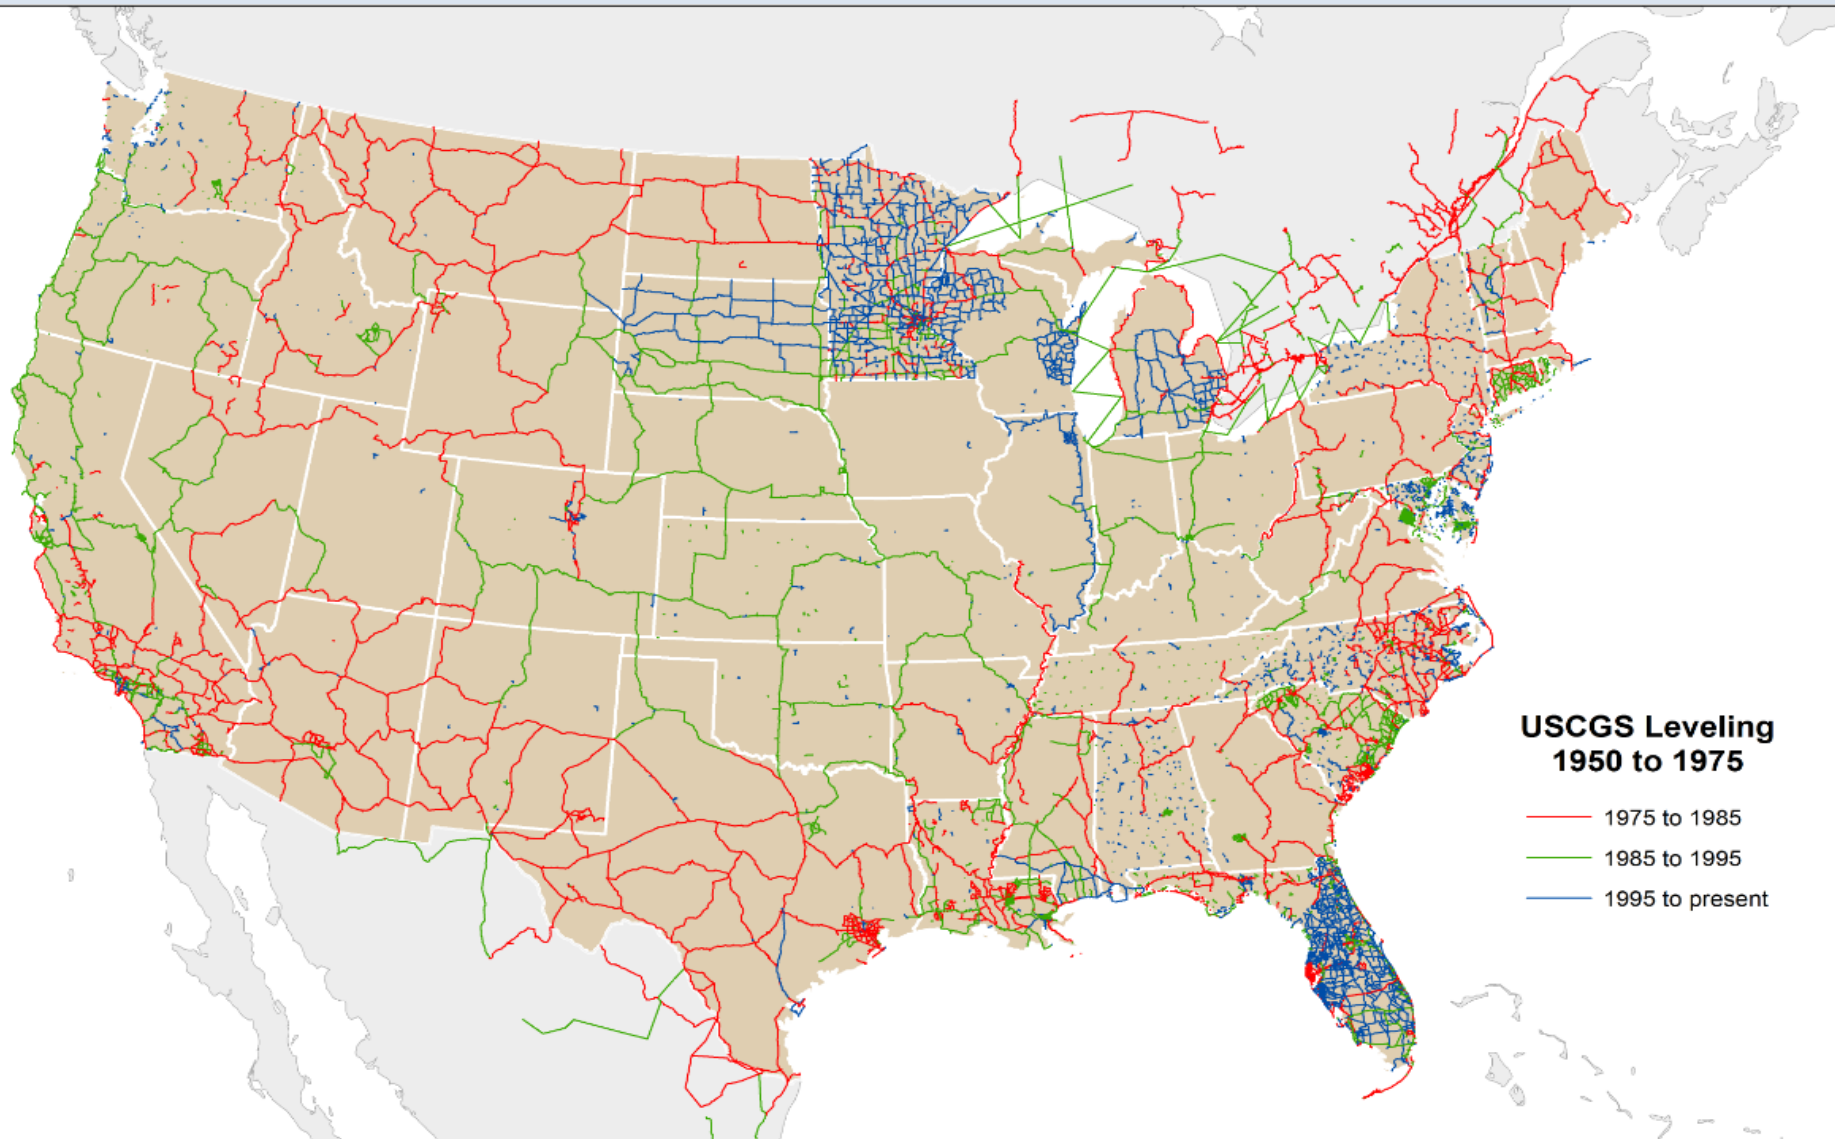 USCGS Leveling
1950 to 1975
1975 to 1985
1985 to 1995
1995 to present